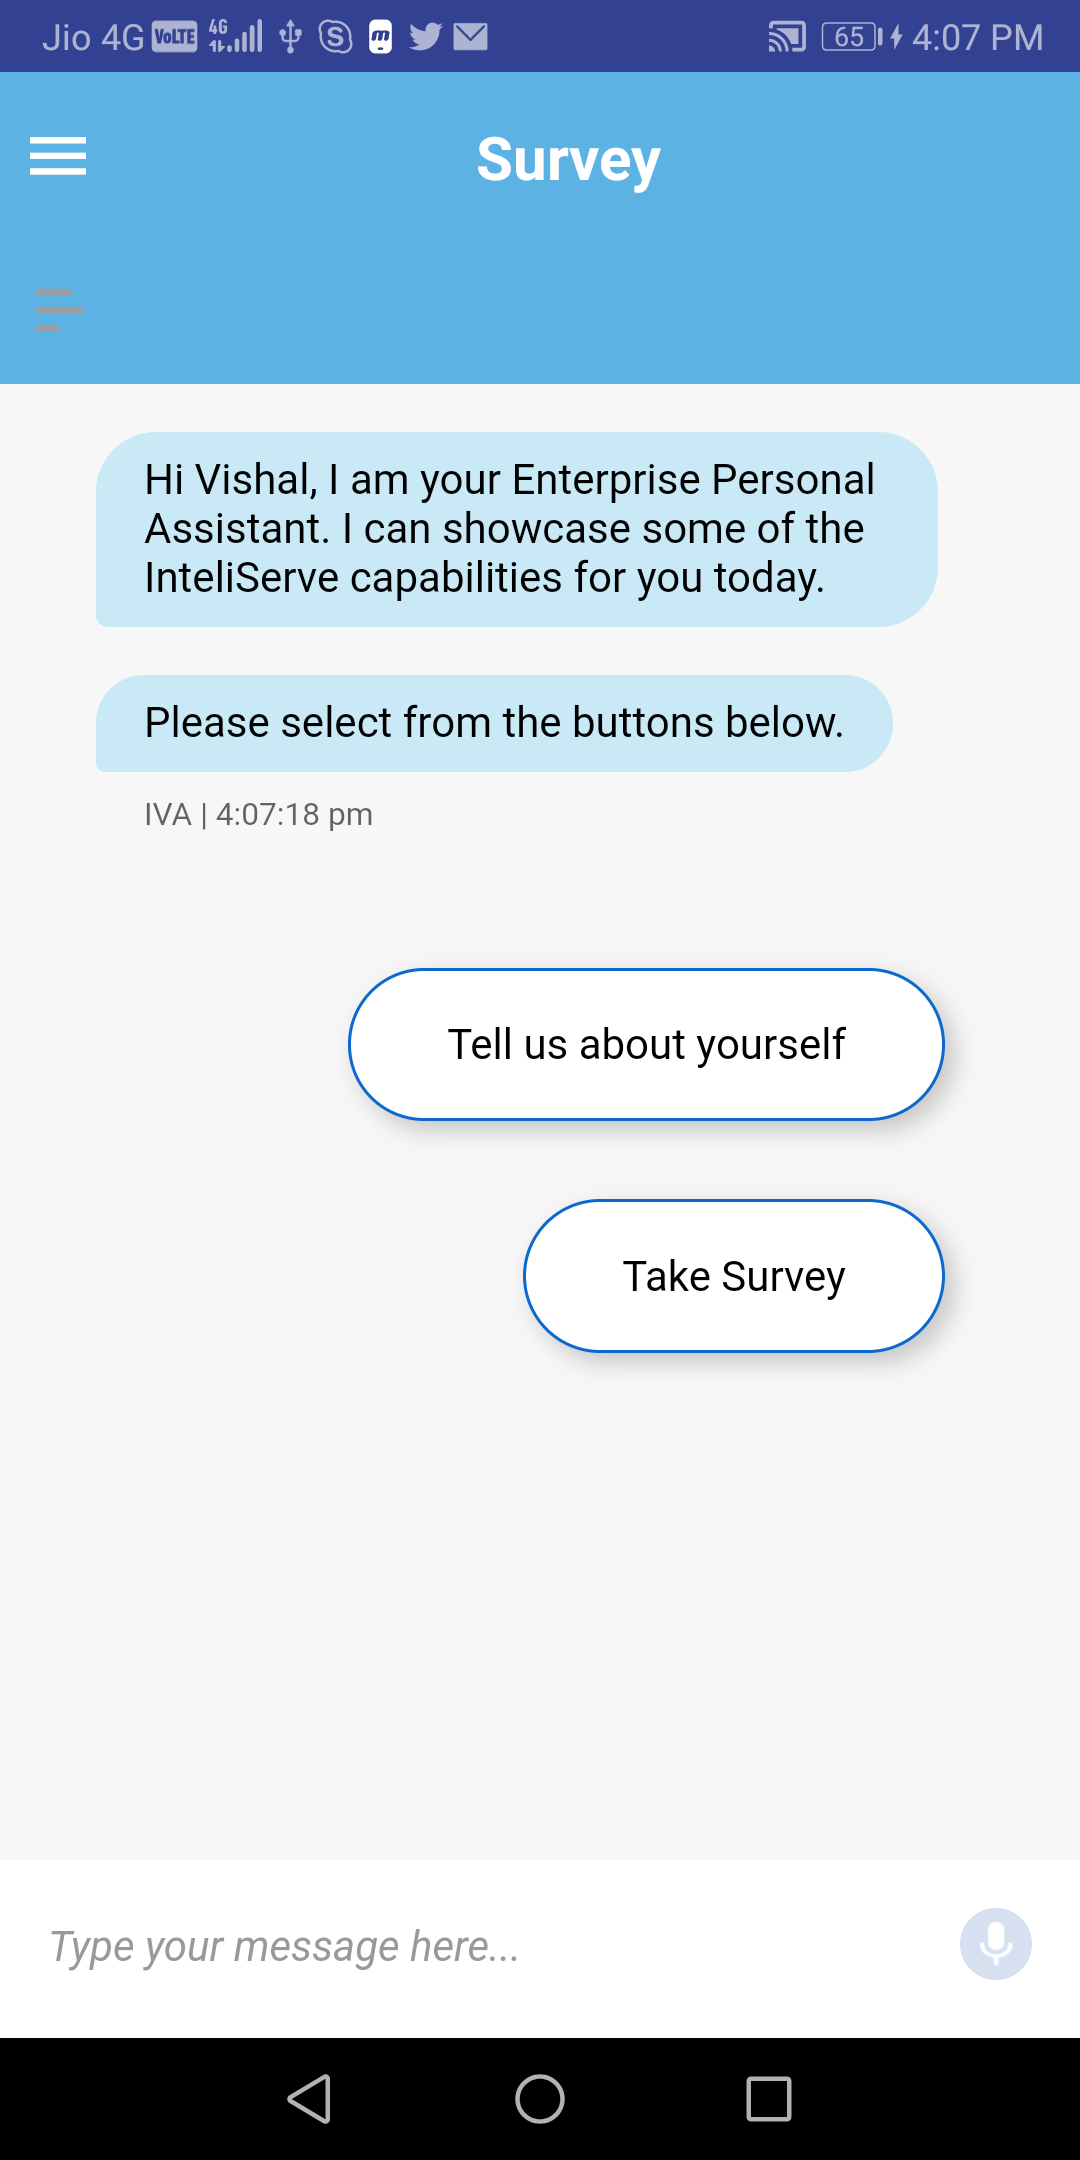 Jio 4G VoLTE 4G 65 4:07 PM
Survey
Hi Vishal, I am your Enterprise Personal
Assistant. I can showcase some of the
InteliServe capabilities for you today.
Please select from the buttons below.
IVA | 4:07:18 pm
Tell us about yourself
Take Survey
Type your message here...